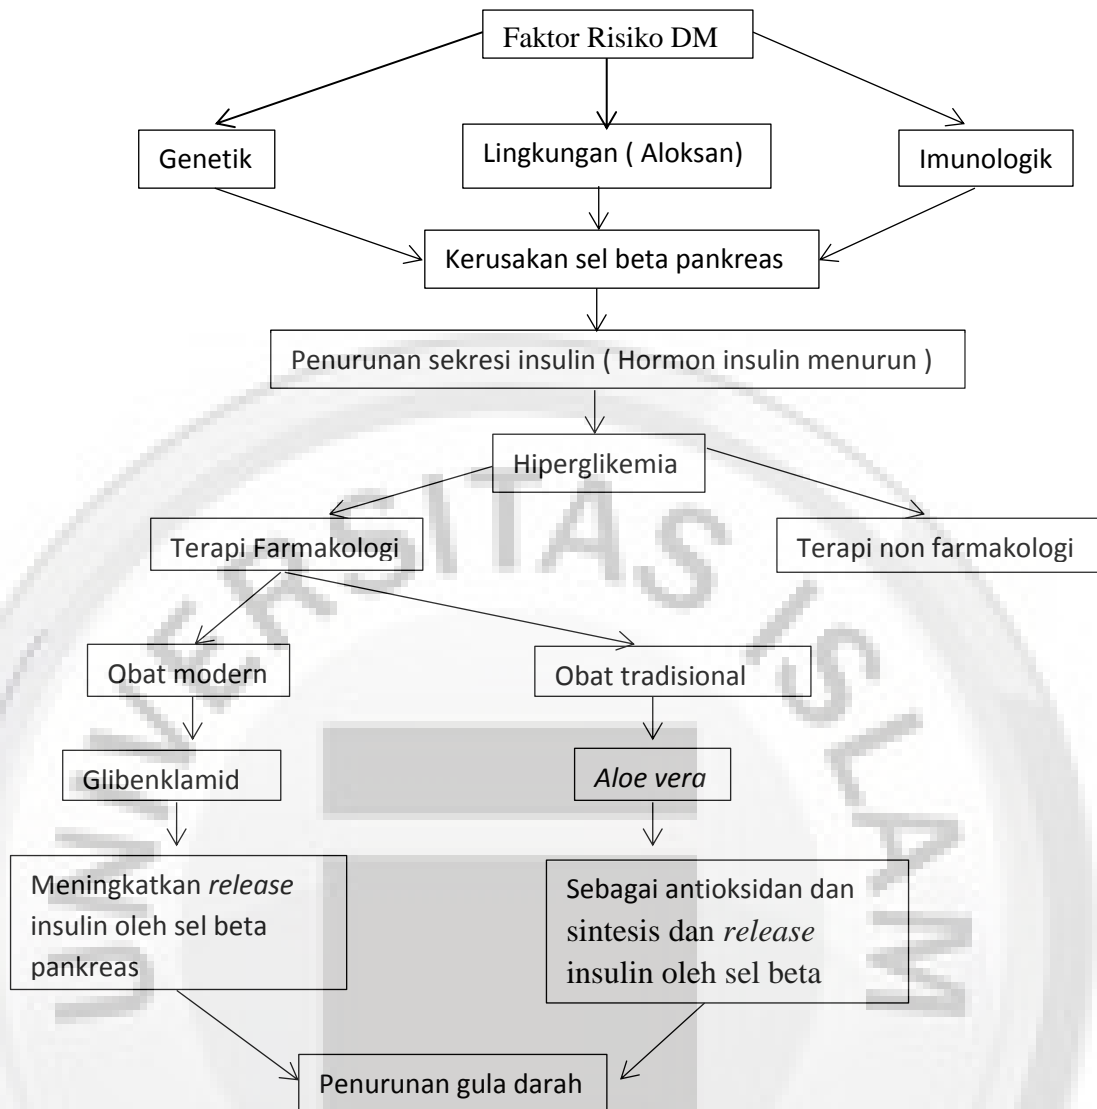 Faktor Risiko DM
Genetik
Lingkungan ( Aloksan)
Imunologik
Kerusakan sel beta pankreas
Penurunan sekresi insulin ( Hormon insulin menurun )
Hiperglikemia
Terapi Farmakologi
Terapi non farmakologi
Obat modern
Obat tradisional
Glibenklamid
Aloe vera
Meningkatkan release
insulin oleh sel beta
pankreas
Sebagai antioksidan dan
sintesis dan release
insulin oleh sel beta
Penurunan gula darah
UNIVERSITAS ISLAM